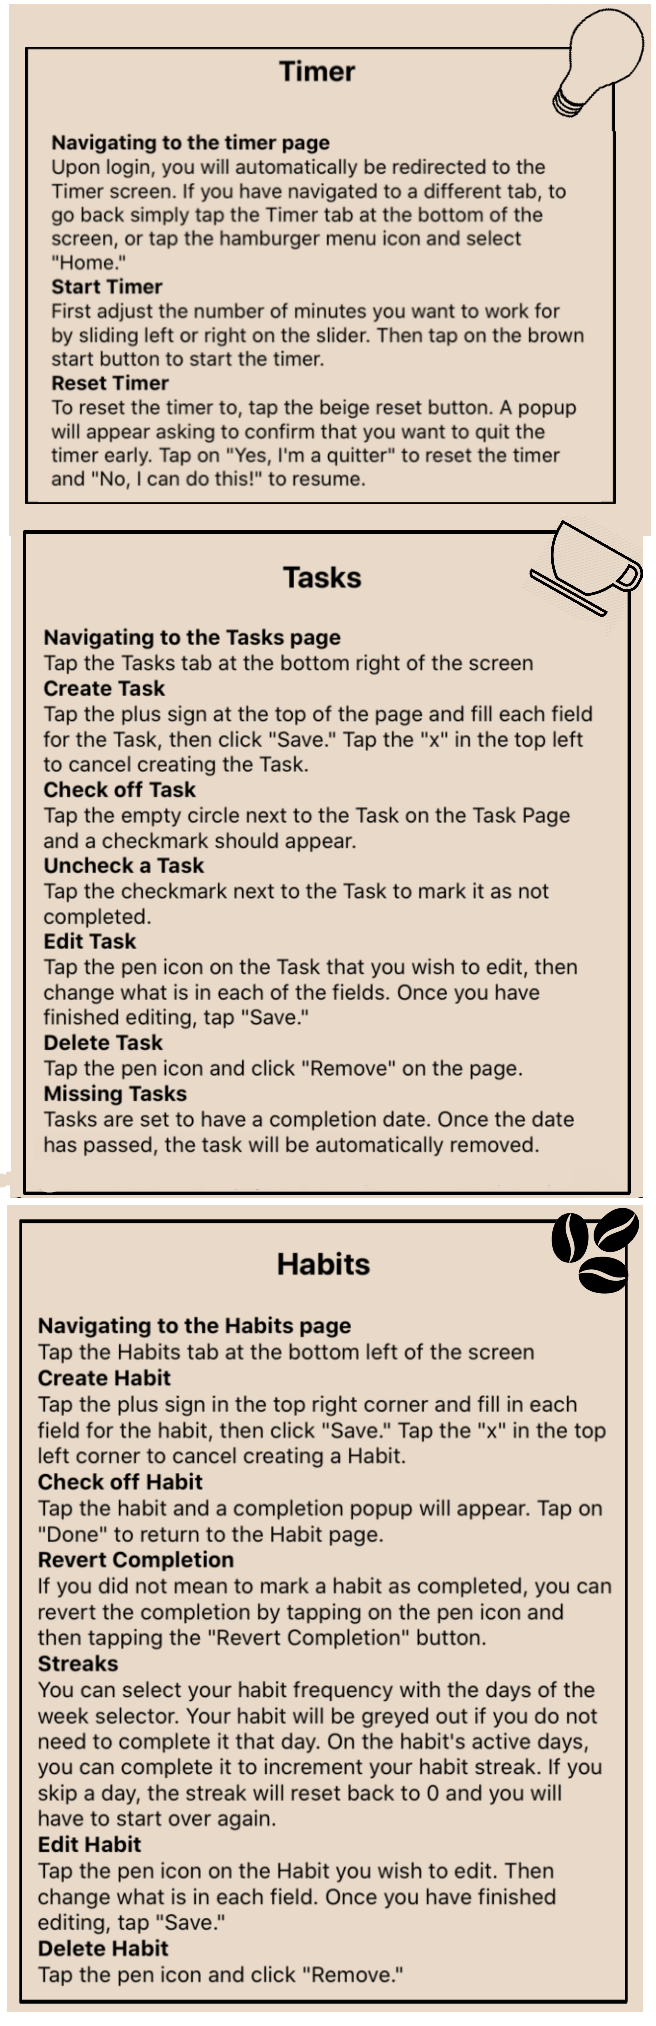 Timer
Navigating to the timer page
Upon login, you will automatically be redirected to the
Timer screen. If you have navigated to a different tab, to
go back simply tap the Timer tab at the bottom of the
screen, or tap the hamburger menu icon and select
"Home."
Start Timer
First adjust the number of minutes you want to work for
by sliding left or right on the slider. Then tap on the brown
start button to start the timer.
Reset Timer
To reset the timer to, tap the beige reset button. A popup
will appear asking to confirm that you want to quit the
timer early. Tap on "Yes, I'm a quitter" to reset the timer
and "No, I can do this!" to resume.
Tasks
Navigating to the Tasks page
Tap the Tasks tab at the bottom right of the screen
Create Task
Tap the plus sign at the top of the page and fill each field
for the Task, then click "Save." Tap the "x" in the top left
to cancel creating the Task.
Check off Task
Tap the empty circle next to the Task on the Task Page
and a checkmark should appear.
Uncheck a Task
Tap the checkmark next to the Task to mark it as not
completed.
Edit Task
Tap the pen icon on the Task that you wish to edit, then
change what is in each of the fields. Once you have
finished editing, tap "Save."
Delete Task
Tap the pen icon and click "Remove" on the page.
Missing Tasks
Tasks are set to have a completion date. Once the date
has passed, the task will be automatically removed.
Habits
Navigating to the Habits page
Tap the Habits tab at the bottom left of the screen
Create Habit
Tap the plus sign in the top right corner and fill in each
field for the habit, then click "Save." Tap the "x" in the top
left corner to cancel creating a Habit.
Check off Habit
Tap the habit and a completion popup will appear. Tap on
"Done" to return to the Habit page.
Revert Completion
If you did not mean to mark a habit as completed, you can
revert the completion by tapping on the pen icon and
then tapping the "Revert Completion" button.
Streaks
You can select your habit frequency with the days of the
week selector. Your habit will be greyed out if you do not
need to complete it that day. On the habit's active days,
you can complete it to increment your habit streak. If you
skip a day, the streak will reset back to 0 and you will
have to start over again.
Edit Habit
Tap the pen icon on the Habit you wish to edit. Then
change what is in each field. Once you have finished
editing, tap "Save."
Delete Habit
Tap the pen icon and click "Remove."